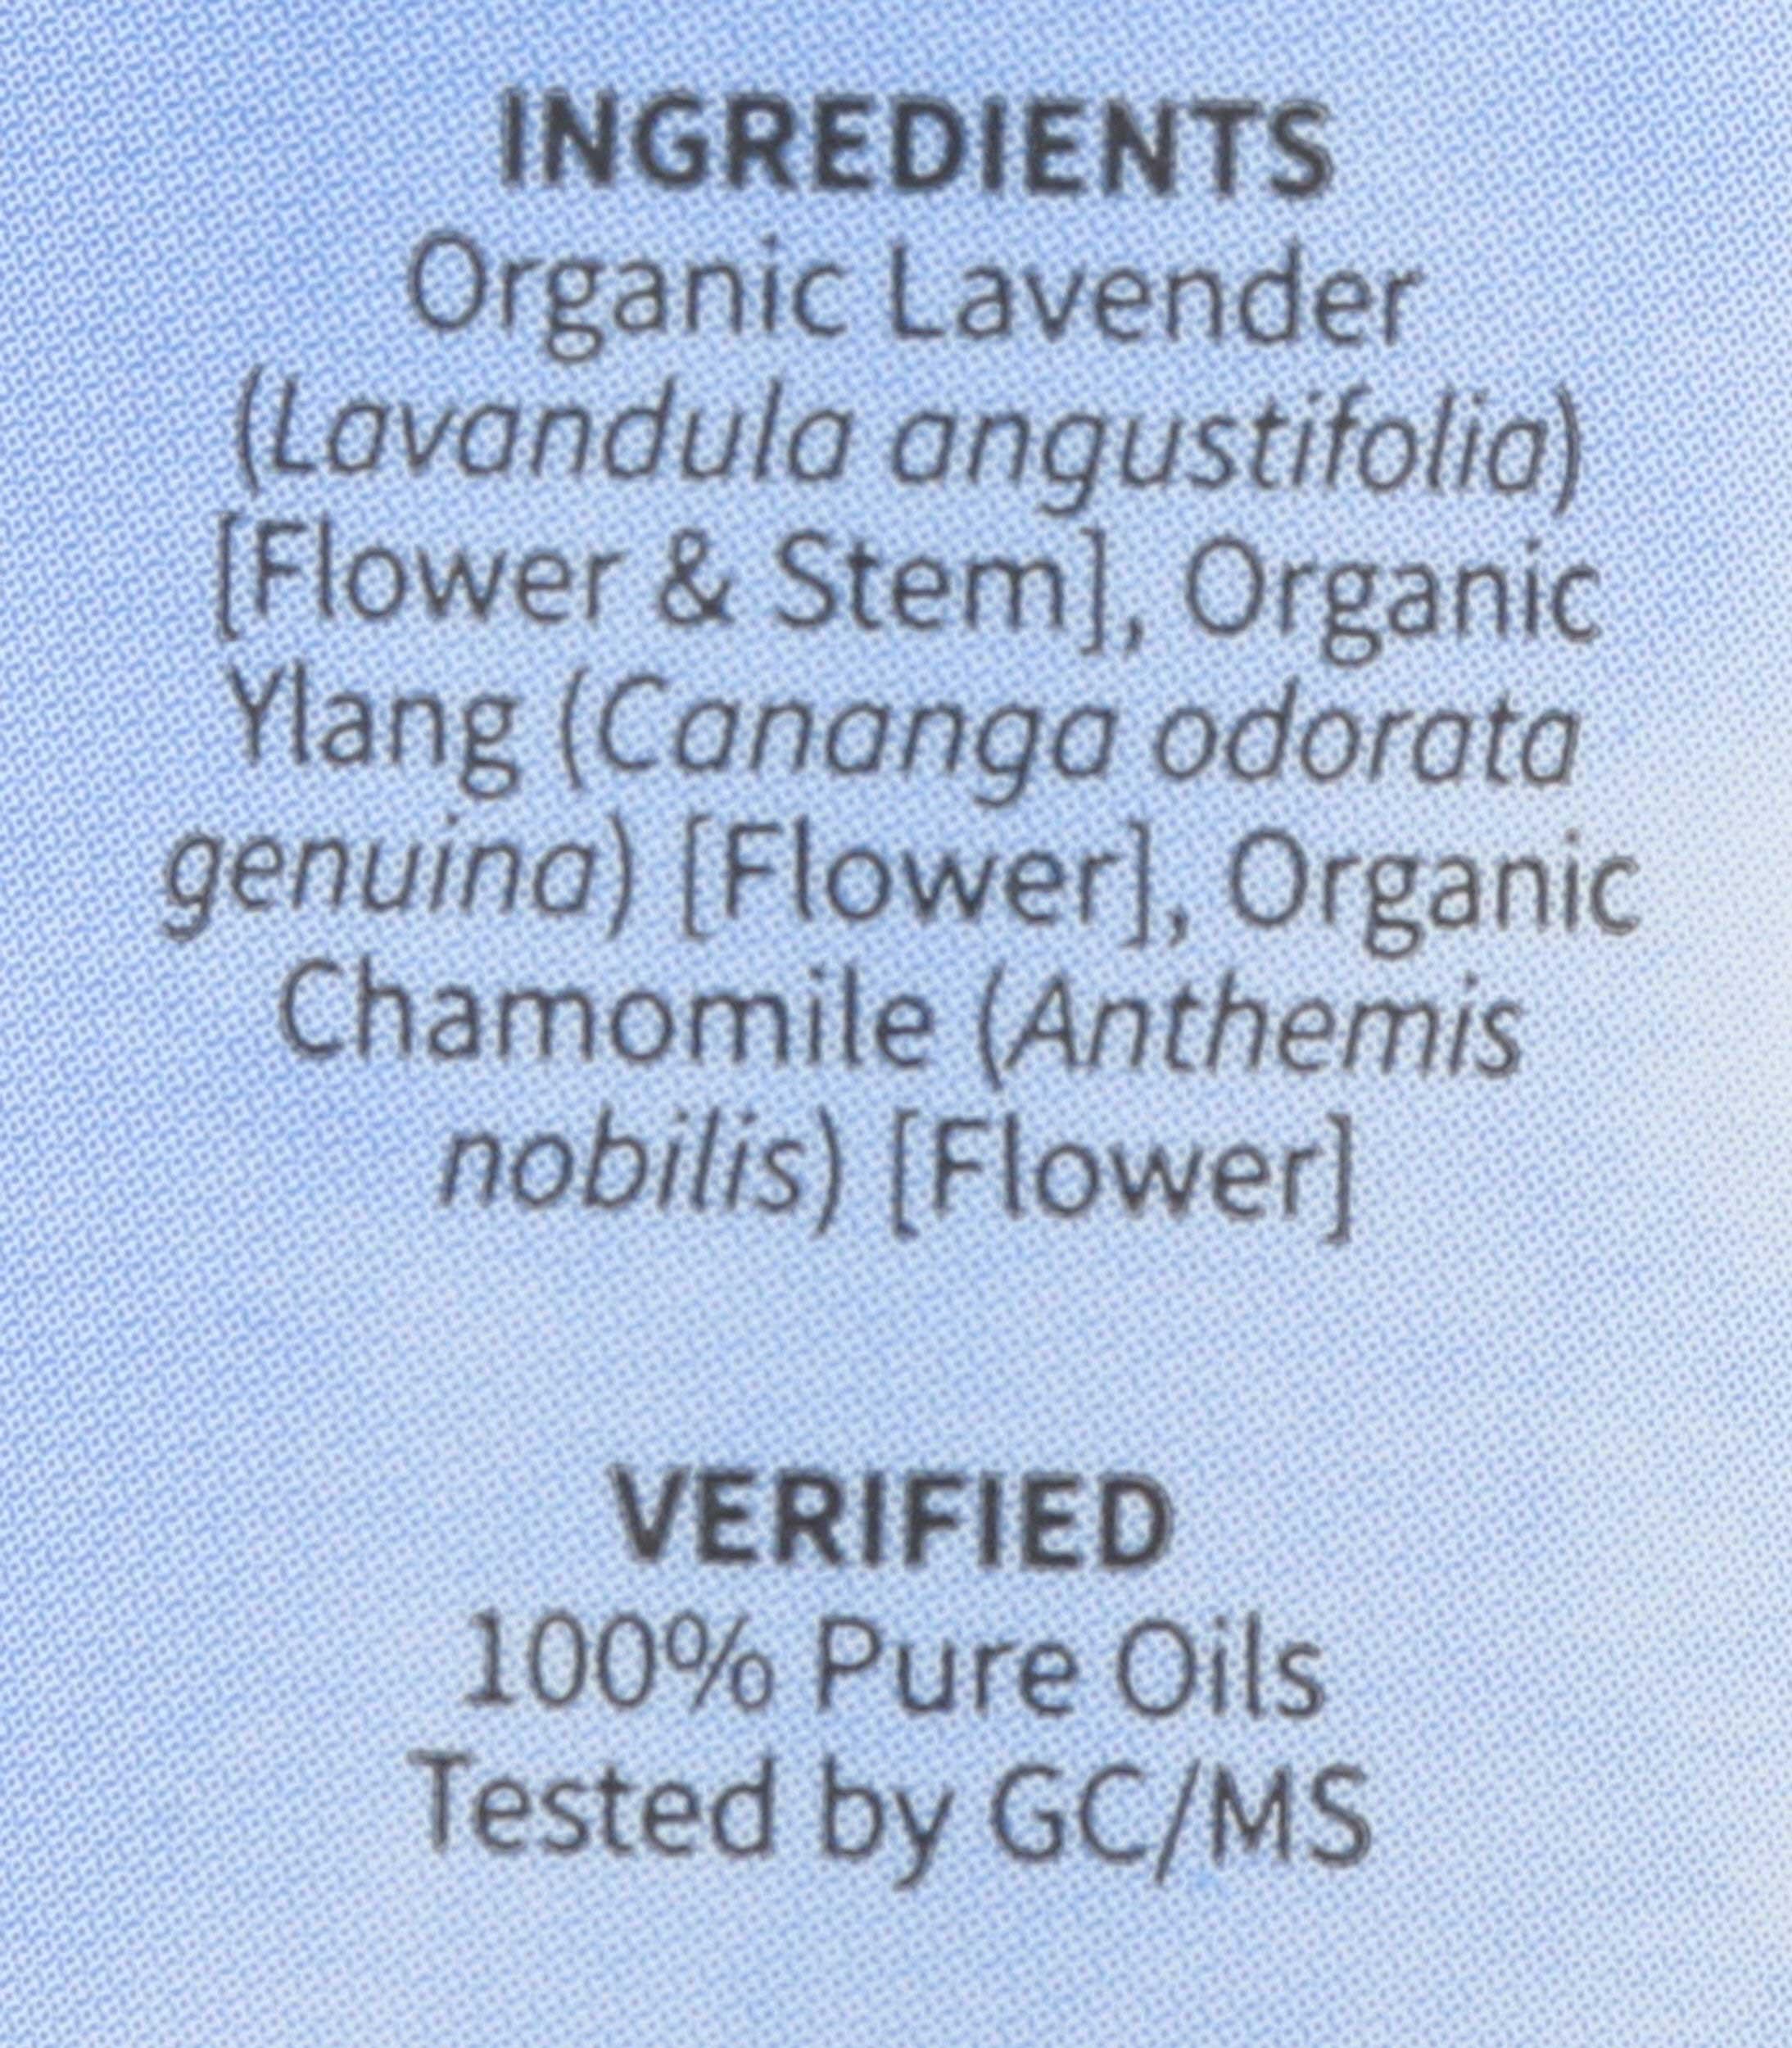 INGREDIENTS
Organic Lavender
(Lavandula angustifolia)
[Flower & Stem], Organic
Ylang (Cananga odorata
genuina) [Flower], Organic
Chamomile (Anthemis
nobilis) [Flower]
VERIFIED
100% Pure Oils
Tested by GC/MS